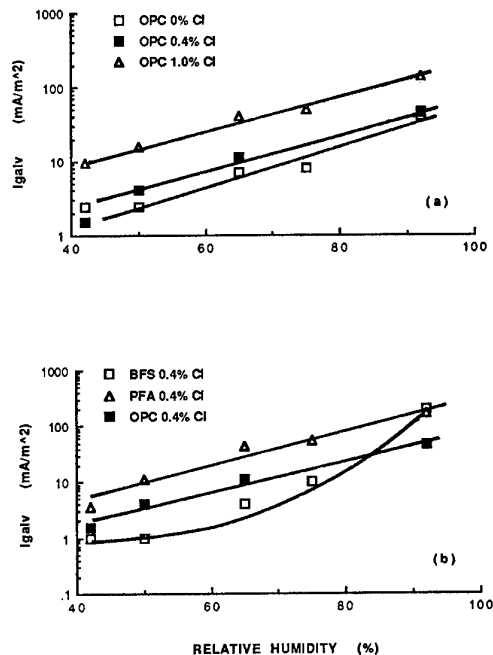 OPC 0% Cl
OPC 0.4% Cl
OPC 1.0% Cl
1000
100
10
1
40
60
80
100
Igalv (mA/m^2)
(a)
BFS 0.4% Cl
PFA 0.4% Cl
OPC 0.4% Cl
1000
100
10
1
.1
40
60
80
100
Igalv (mA/m^2)
(b)
RELATIVE HUMIDITY (%)